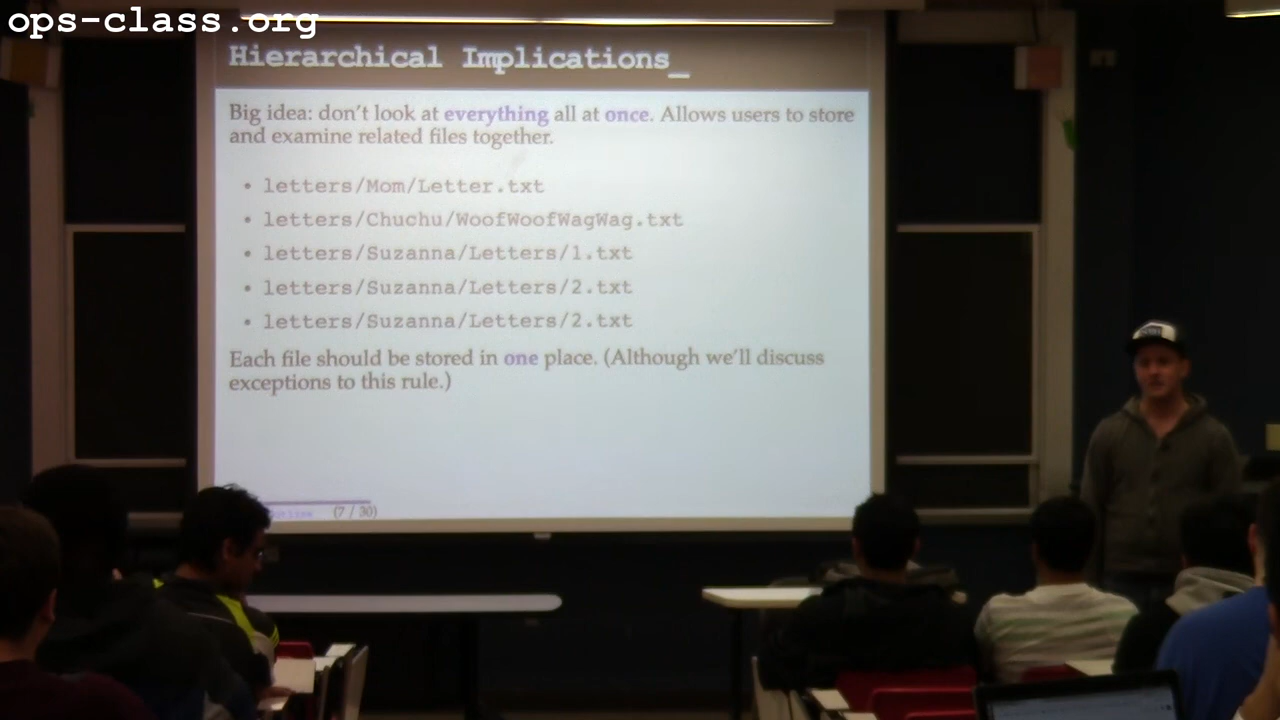 ops-class.org
Hierarchical Implications_
Big idea: don't look at everything all at once. Allows users to store
and examine related files together.
• letters/Mom/Letter.txt
• letters/Chuchu/WoofWoofWagWag.txt
• letters/Suzanna/Letters/1.txt
• letters/Suzanna/Letters/2.txt
• letters/Suzanna/Letters/2.txt
Each file should be stored in one place. (Although we'll discuss
exceptions to this rule.)
(7 / 30)